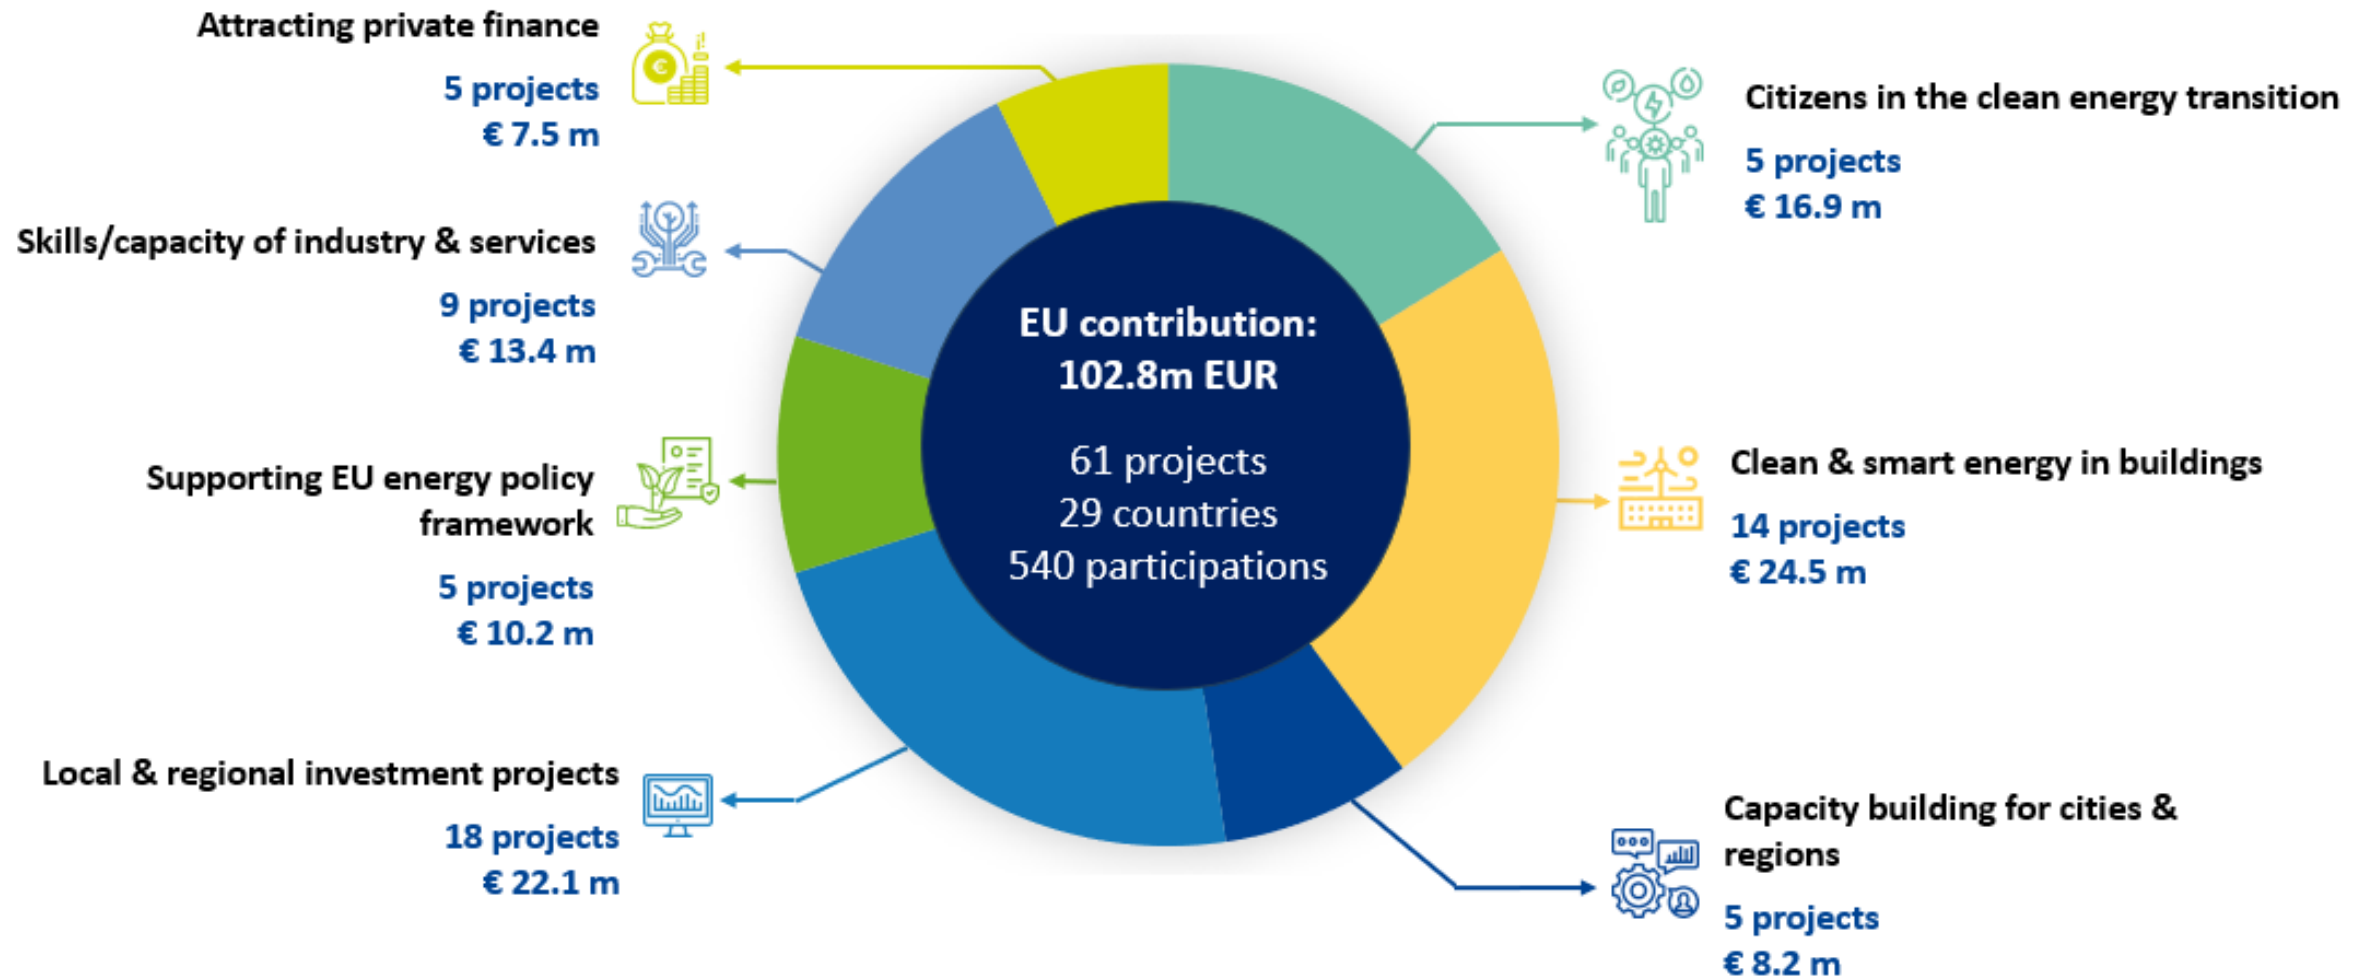 Attracting private finance
5 projects
€ 7.5 m
Skills/capacity of industry & services
9 projects
€ 13.4 m
Supporting EU energy policy
framework
5 projects
€ 10.2 m
Local & regional investment projects
18 projects
€ 22.1 m
EU contribution:
102.8m EUR
61 projects
29 countries
540 participations
Citizens in the clean energy transition
5 projects
€ 16.9 m
Clean & smart energy in buildings
14 projects
€ 24.5 m
Capacity building for cities &
regions
5 projects
€ 8.2 m